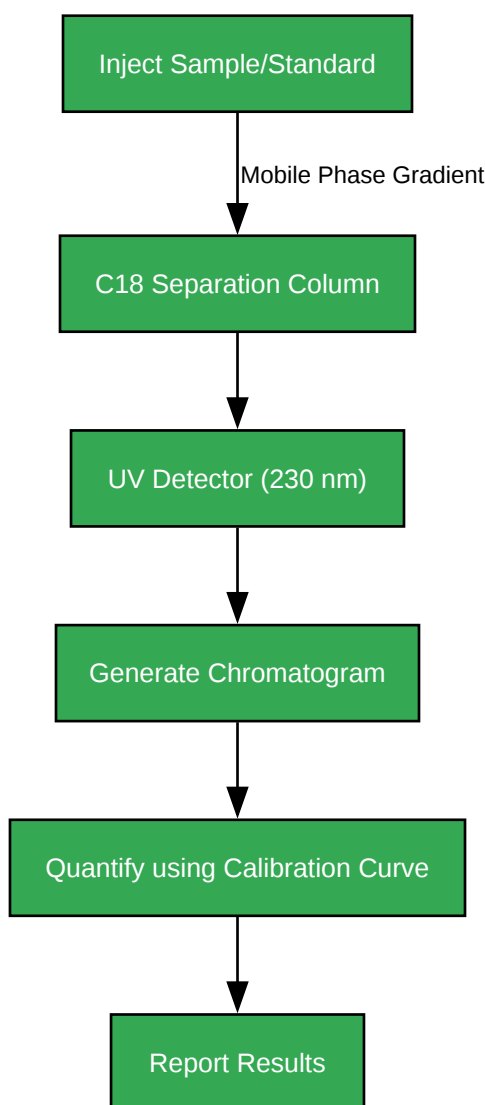 Inject Sample/Standard
Mobile Phase Gradient
C18 Separation Column
UV Detector (230 nm)
Generate Chromatogram
Quantify using Calibration Curve
Report Results